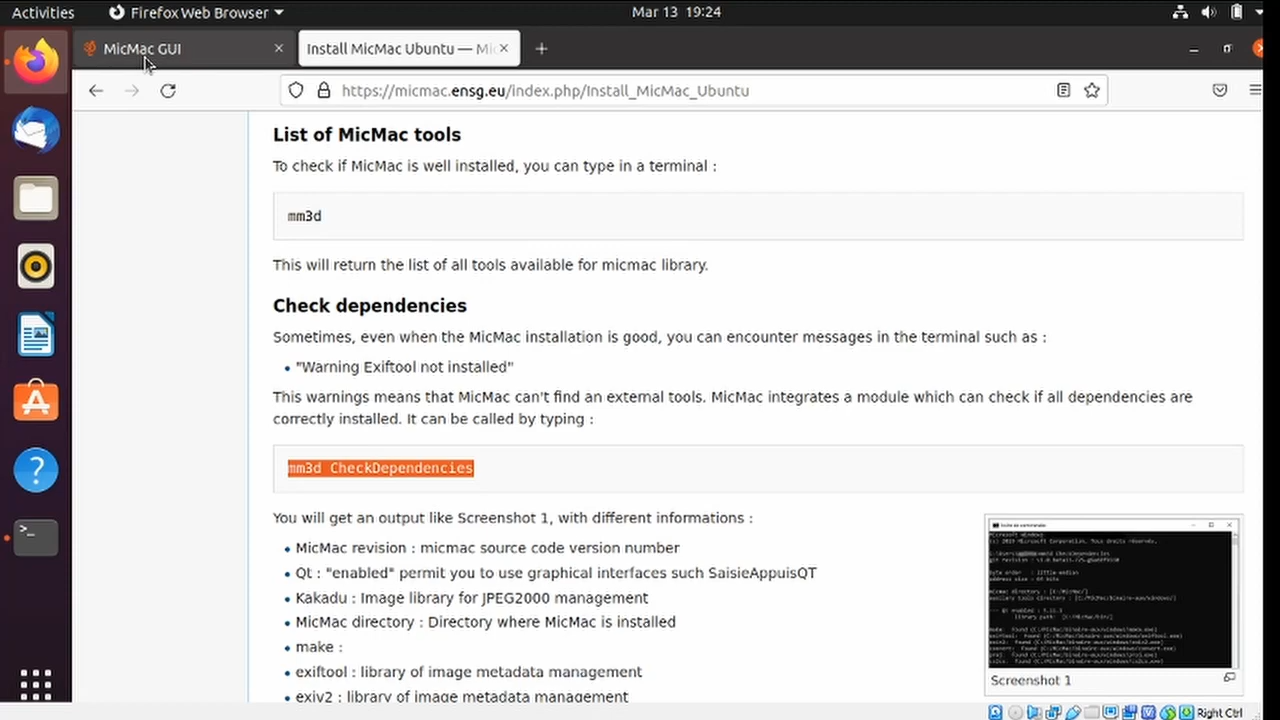 Activities
Firefox Web Browser
Mar 13 19:24
MicMac GUI
Install MicMac Ubuntu — Mic
https://micmac.ensg.eu/index.php/Install_MicMac_Ubuntu
List of MicMac tools
To check if MicMac is well installed, you can type in a terminal :
mm3d
This will return the list of all tools available for micmac library.
Check dependencies
Sometimes, even when the MicMac installation is good, you can encounter messages in the terminal such as :
"Warning Exiftool not installed"
This warnings means that MicMac can't find an external tools. MicMac integrates a module which can check if all dependencies are
correctly installed. It can be called by typing :
mm3d CheckDependencies
You will get an output like Screenshot 1, with different informations :
MicMac revision : micmac source code version number
Qt : "enabled" permit you to use graphical interfaces such SaisieAppuisQT
Kakadu : Image library for JPEG2000 management
MicMac directory : Directory where MicMac is installed
make :
exiftool : library of image metadata management
exiv2 : library of image metadata management
Screenshot 1
Right Ctrl